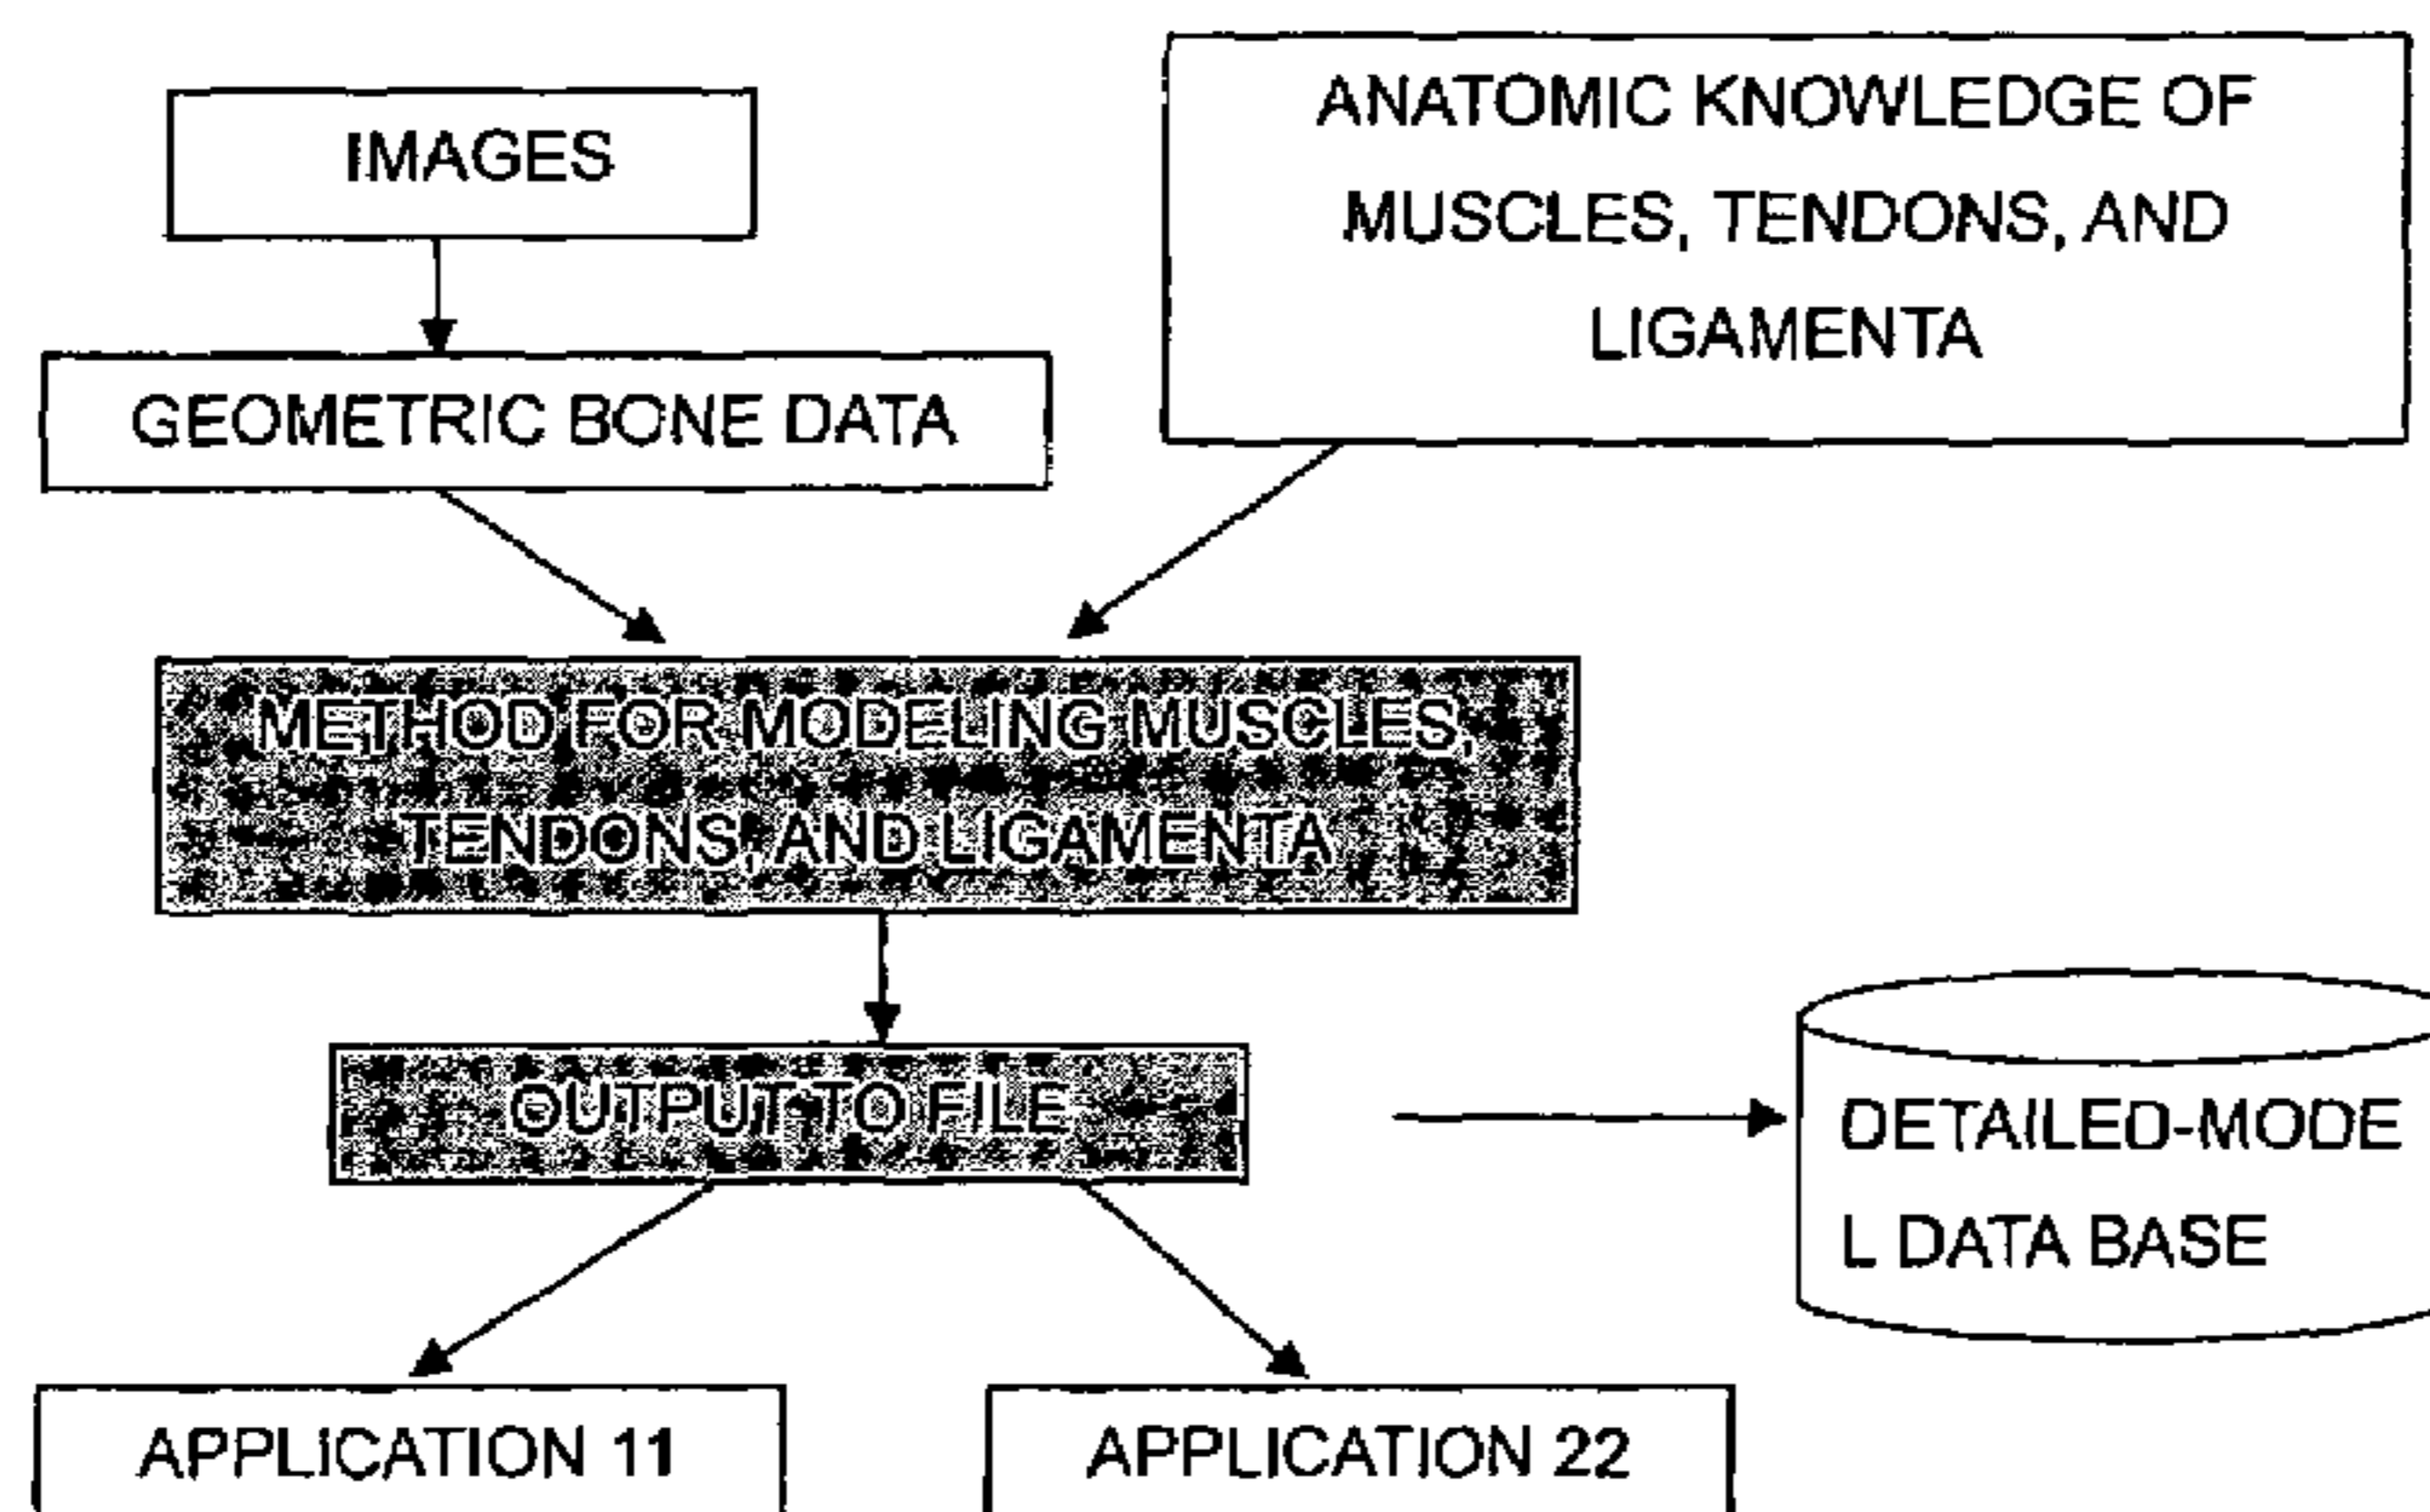 IMAGES
ANATOMIC KNOWLEDGE OF
MUSCLES, TENDONS, AND
LIGAMENTA
GEOMETRIC BONE DATA
METHOD FOR MODELING MUSCLES,
TENDONS, AND LIGAMENTA
OUTPUT TO FILE
DETAILED-MODE
L DATA BASE
APPLICATION 11
APPLICATION 22